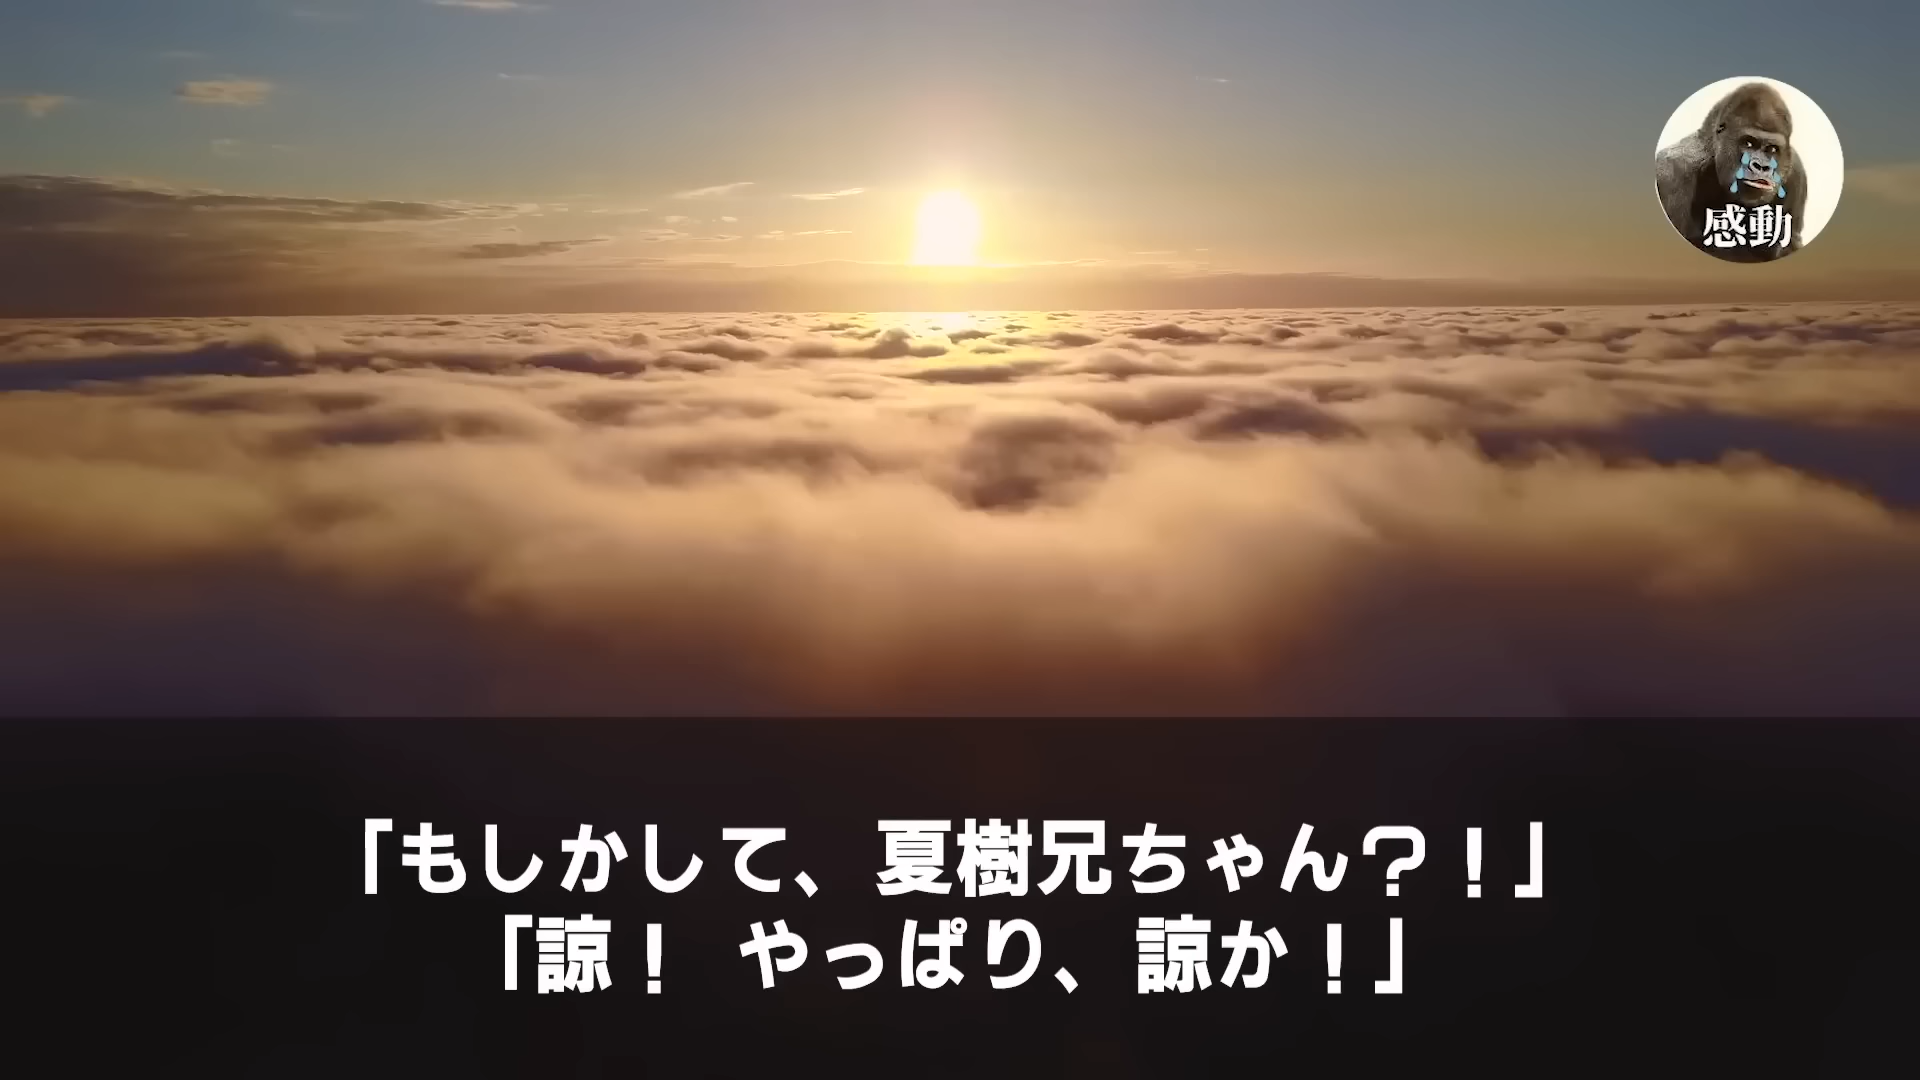 感動
「もしかして、夏樹兄ちゃん？！」
「諒！ やっぱり、諒か！」